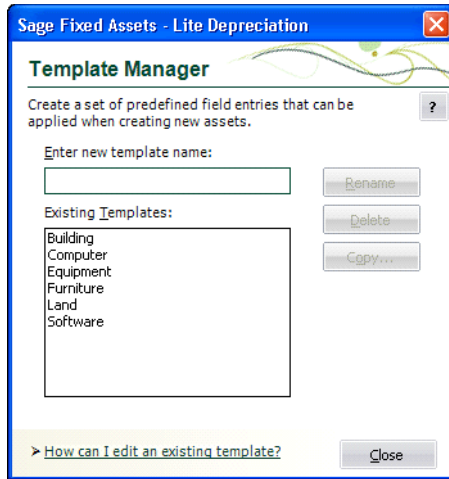 Sage Fixed Assets - Lite Depreciation
Template Manager
Create a set of predefined field entries that can be
applied when creating new assets.
?
Enter new template name:
Rename
Existing Templates:
Delete
Copy...
Building
Computer
Equipment
Furniture
Land
Software
How can I edit an existing template?
Close